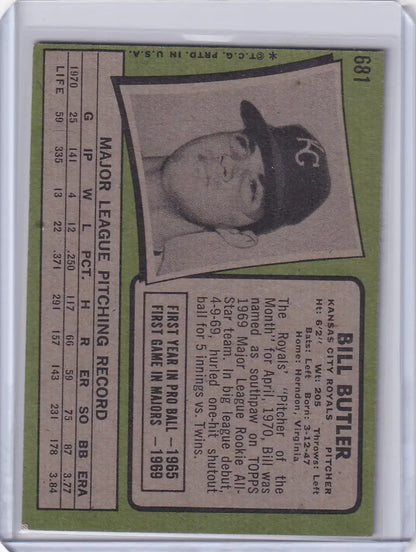 681
*©T.C.G. PRTD. IN U.S.A.
KC
BILL BUTLER
KANSAS CITY ROYALS PITCHER
Ht: 6'2" Wt: 205 Throws: Left
Bats: Left Born: 3-12-47
Home: Herndon, Virginia
The Royals' "Pitcher of the
Month" for April, 1970, Bill was
named as southpaw on TOPPS
1969 Major League Rookie All-
Star team. In big league debut,
4-9-69, hurled one-hit shutout
ball for 5 innings vs. Twins.
FIRST YEAR IN PRO BALL — 1965
FIRST GAME IN MAJORS — 1969
MAJOR LEAGUE PITCHING RECORD
G IP W L PCT. H R ER SO BB ERA
1970 25 141 4 12 .250 117 66 59 75 87 3.77
LIFE 59 335 13 22 .371 291 157 143 231 178 3.84